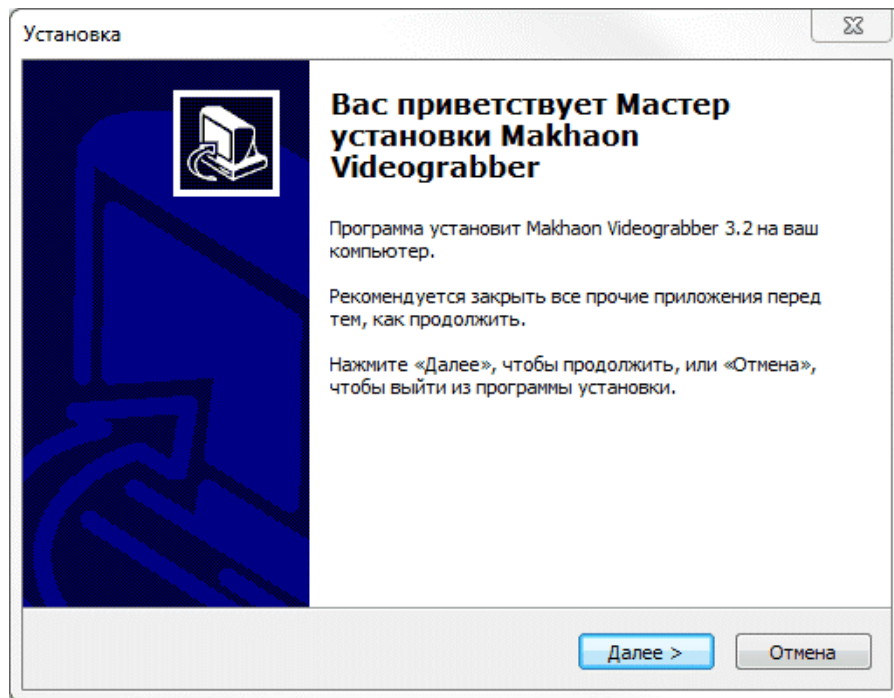 Установка
Вас приветствует Мастер
установки Makhaon
Videograbber
Программа установит Makhaon Videograbber 3.2 на ваш
компьютер.
Рекомендуется закрыть все прочие приложения перед
тем, как продолжить.
Нажмите «Далее», чтобы продолжить, или «Отмена»,
чтобы выйти из программы установки.
Далее >
Отмена